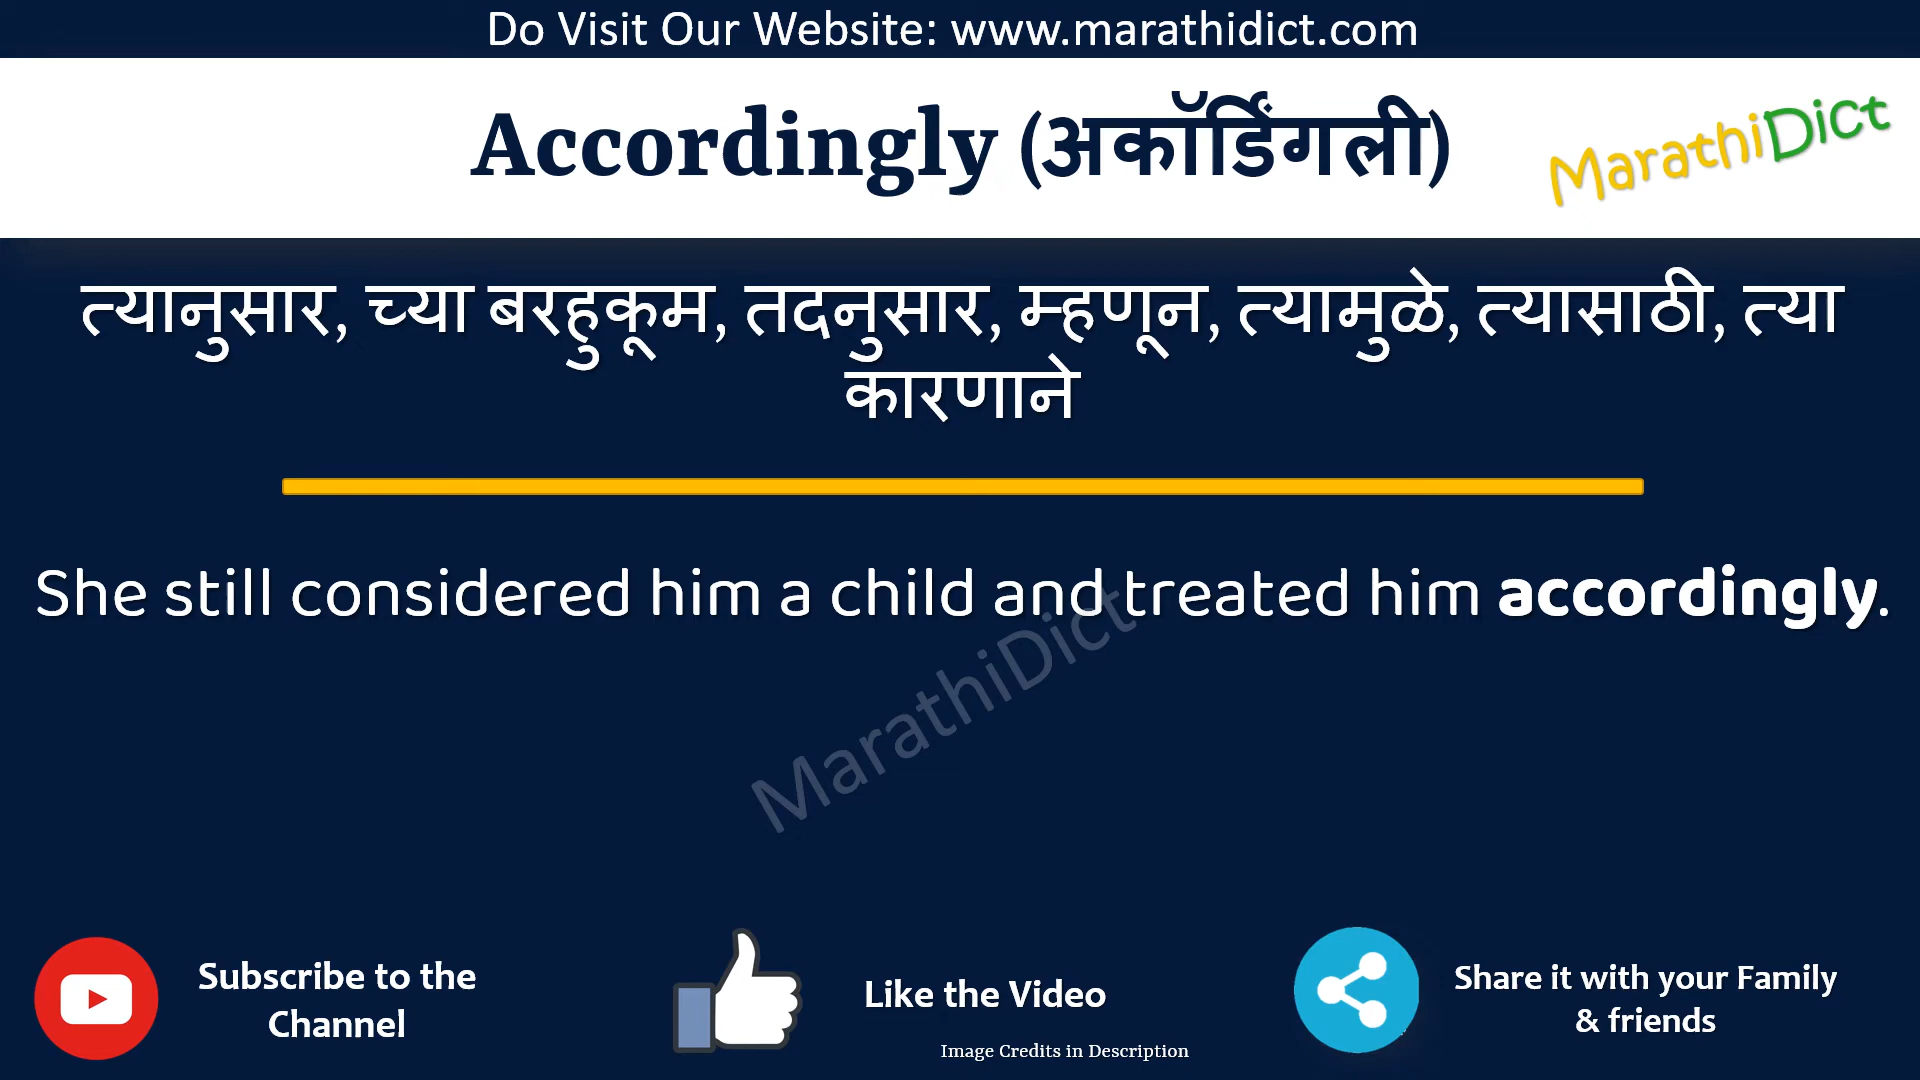 Do Visit Our Website: www.marathidict.com
Accordingly (अकॉर्डिंगली)
MarathiDict
त्यानुसार, च्या बरहुकूम, तदनुसार, म्हणून, त्यामुळे, त्यासाठी, त्या
कारणाने
She still considered him a child and treated him accordingly.
MarathiDict
Subscribe to the
Channel
Like the Video
Share it with your Family
& friends
Image Credits in Description